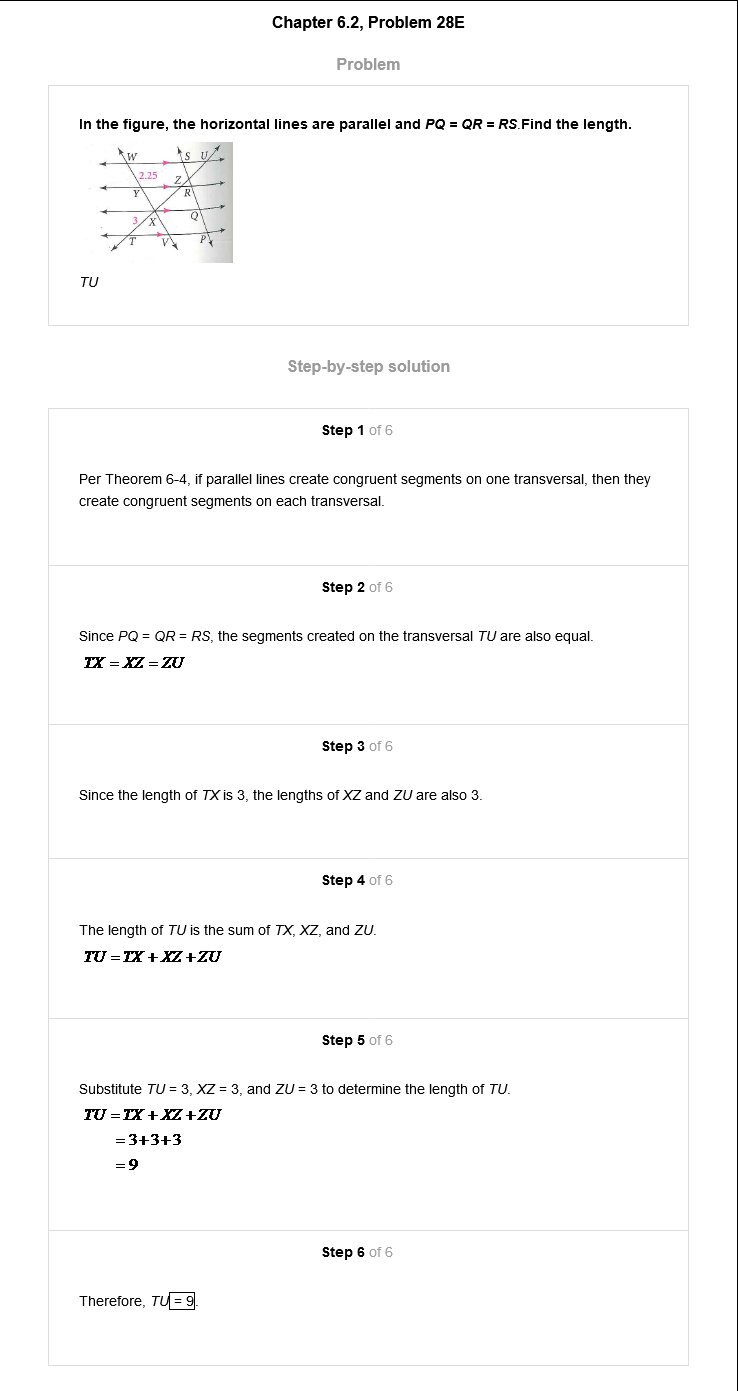 Chapter 6.2, Problem 28E
Problem
In the figure, the horizontal lines are parallel and PQ = QR = RS.Find the length.
W S U
2.25 Z
Y R
3 X Q
T V P
TU
Step-by-step solution
Step 1 of 6
Per Theorem 6-4, if parallel lines create congruent segments on one transversal, then they
create congruent segments on each transversal.
Step 2 of 6
Since PQ = QR = RS, the segments created on the transversal TU are also equal.
TX = XZ = ZU
Step 3 of 6
Since the length of TX is 3, the lengths of XZ and ZU are also 3.
Step 4 of 6
The length of TU is the sum of TX, XZ, and ZU.
TU = TX + XZ + ZU
Step 5 of 6
Substitute TU = 3, XZ = 3, and ZU = 3 to determine the length of TU.
TU = TX + XZ + ZU
= 3+3+3
= 9
Step 6 of 6
Therefore, TU = 9.